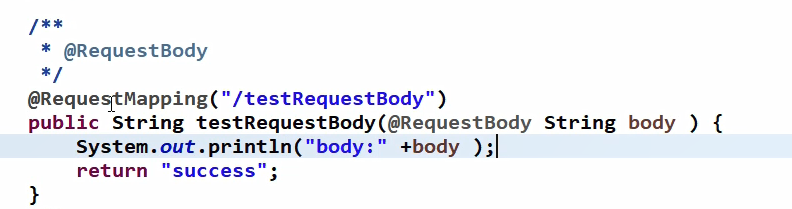 /**
 * @RequestBody
 */
@RequestMapping("/testRequestBody")
public String testRequestBody(@RequestBody String body ) {
    System.out.println("body:" +body );
    return "success";
}